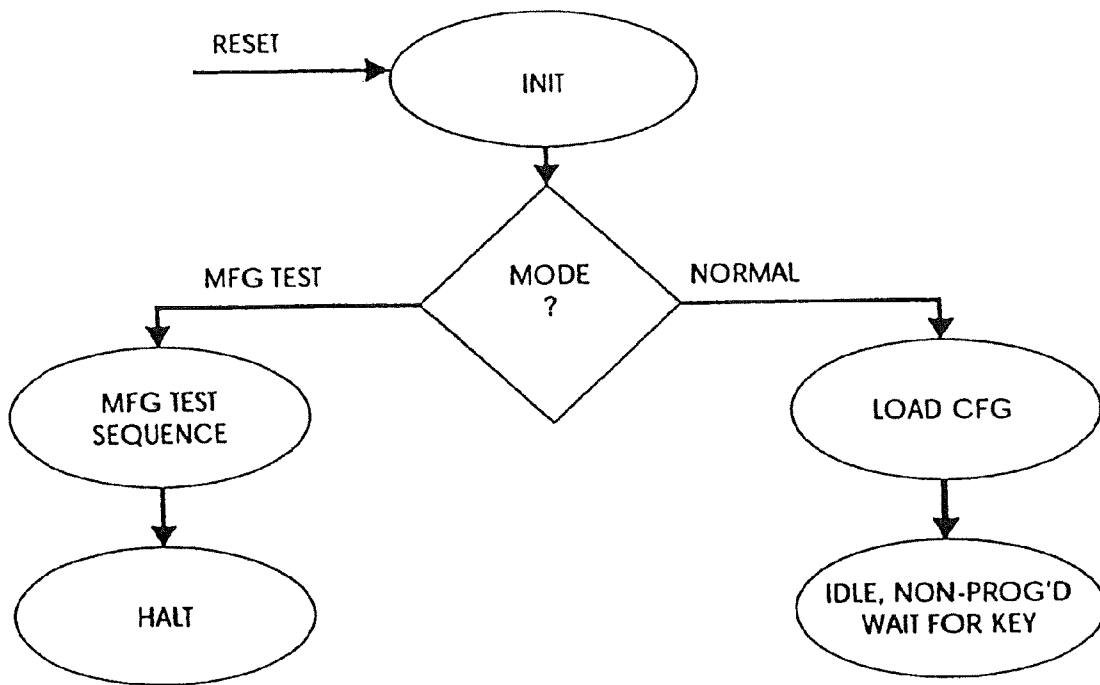 RESET
INIT
MODE
?
MFG TEST
NORMAL
MFG TEST
SEQUENCE
LOAD CFG
HALT
IDLE, NON-PROG'D
WAIT FOR KEY